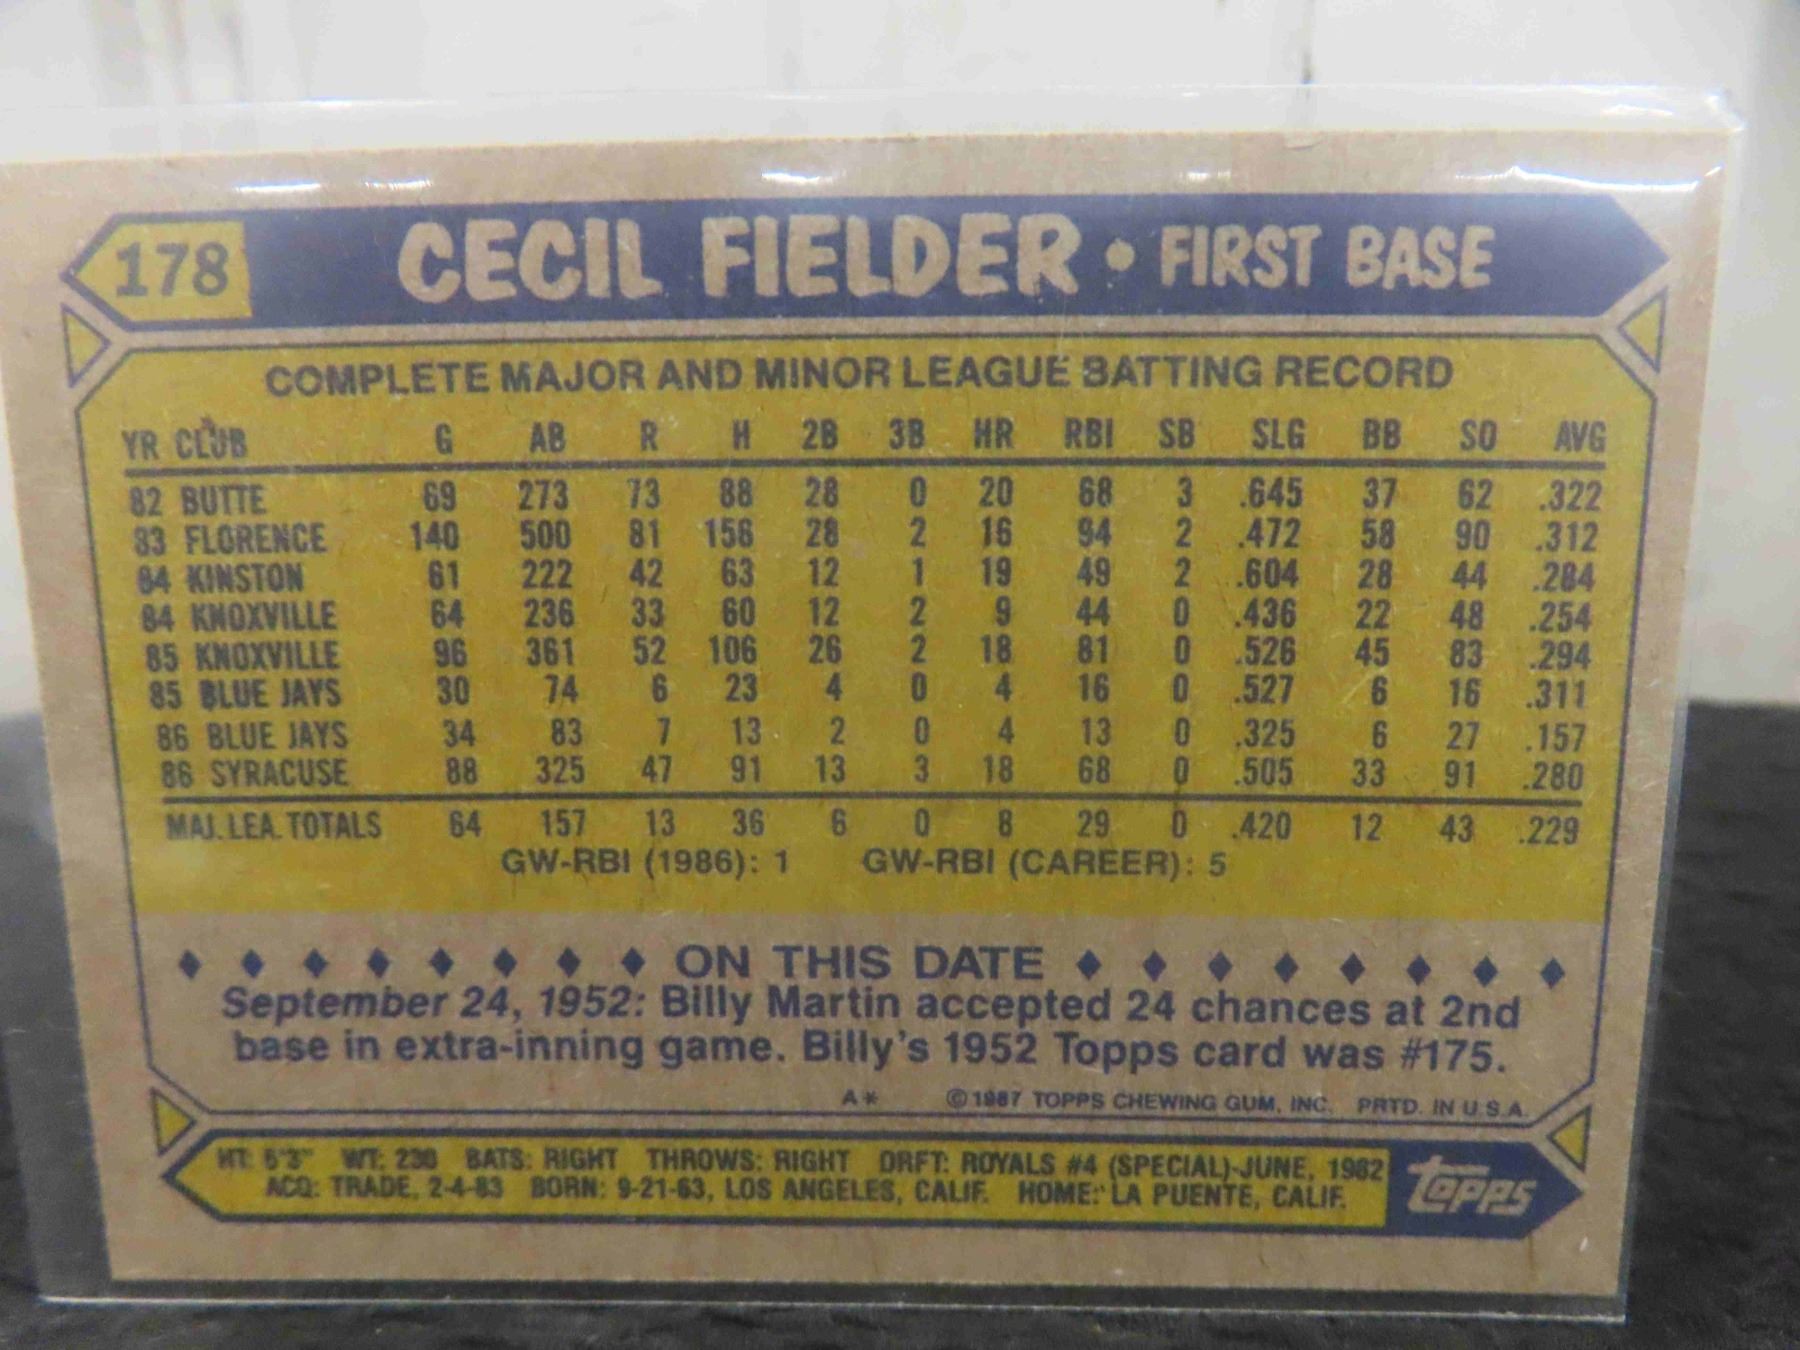 178 CECIL FIELDER • FIRST BASE
COMPLETE MAJOR AND MINOR LEAGUE BATTING RECORD
YR CLUB G AB R H 2B 3B HR RBI SB SLG BB SO AVG
82 BUTTE 69 273 73 88 28 0 20 68 3 .645 37 62 .322
83 FLORENCE 140 500 81 156 28 2 16 94 2 .472 58 90 .312
84 KINSTON 61 222 42 63 12 1 19 49 2 .604 28 44 .284
84 KNOXVILLE 64 236 33 60 12 2 9 44 0 .436 22 48 .254
85 KNOXVILLE 96 361 52 106 26 2 18 81 0 .526 45 83 .294
85 BLUE JAYS 30 74 6 23 4 0 4 16 0 .527 6 16 .311
86 BLUE JAYS 34 83 7 13 2 0 4 13 0 .325 6 27 .157
86 SYRACUSE 88 325 47 91 13 3 18 68 0 .505 33 91 .280
MAJ. LEA. TOTALS 64 157 13 36 6 0 8 29 0 .420 12 43 .229
GW-RBI (1986): 1 GW-RBI (CAREER): 5
♦ ♦ ♦ ♦ ♦ ♦ ♦ ♦ ON THIS DATE ♦ ♦ ♦ ♦ ♦ ♦ ♦ ♦
September 24, 1952: Billy Martin accepted 24 chances at 2nd
base in extra-inning game. Billy's 1952 Topps card was #175.
A* © 1987 TOPPS CHEWING GUM, INC. PRTD. IN U.S.A.
HT: 6'3" WT: 230 BATS: RIGHT THROWS: RIGHT DRFT: ROYALS #4 (SPECIAL)-JUNE, 1982
ACQ: TRADE, 2-4-83 BORN: 9-21-63, LOS ANGELES, CALIF. HOME: LA PUENTE, CALIF.
topps